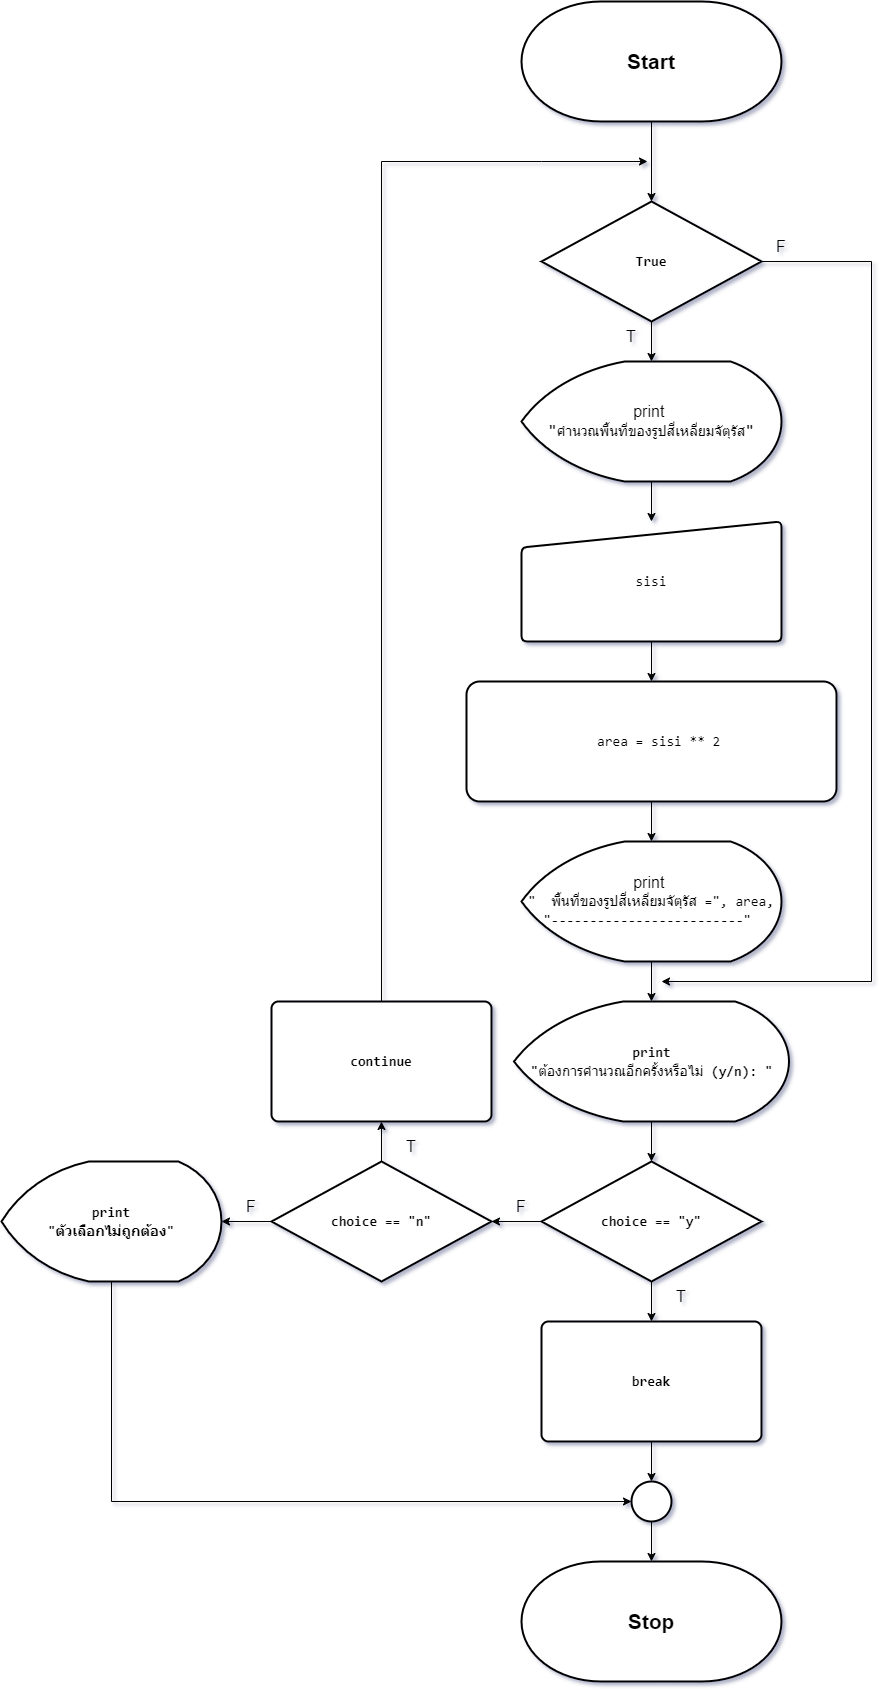 Start
True
F
T
print
"คำนวณพื้นที่ของรูปสี่เหลี่ยมจัตุรัส"
sisi
area = sisi ** 2
print
"  พื้นที่ของรูปสี่เหลี่ยมจัตุรัส =", area,
"-------------------------"
print
"ต้องการคำนวณอีกครั้งหรือไม่ (y/n): "
continue
T
print
"ตัวเลือกไม่ถูกต้อง"
F
choice == "n"
F
choice == "y"
T
break
Stop